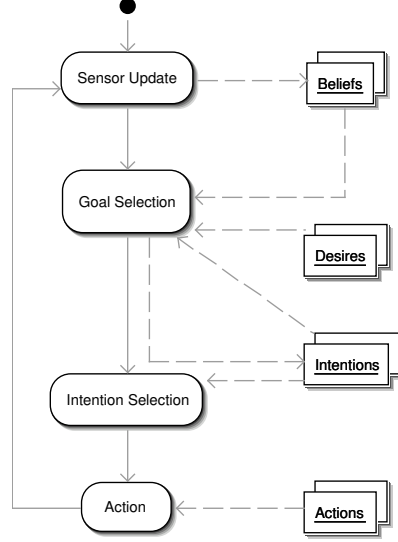 Sensor Update
Beliefs
Goal Selection
Desires
Intentions
Intention Selection
Action
Actions